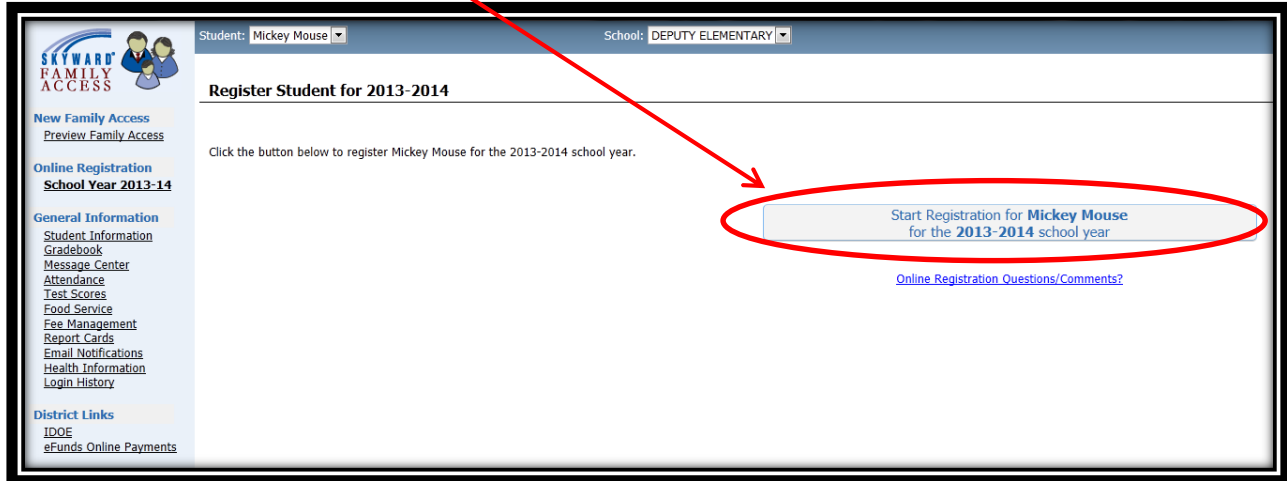 SKYWARD
FAMILY
ACCESS
New Family Access
Preview Family Access
Online Registration
School Year 2013-14
General Information
Student Information
Gradebook
Message Center
Attendance
Test Scores
Food Service
Fee Management
Report Cards
Email Notifications
Health Information
Login History
District Links
IDOE
eFunds Online Payments
Student: Mickey Mouse School: DEPUTY ELEMENTARY
Register Student for 2013-2014
Click the button below to register Mickey Mouse for the 2013-2014 school year.
Start Registration for Mickey Mouse
for the 2013-2014 school year
Online Registration Questions/Comments?